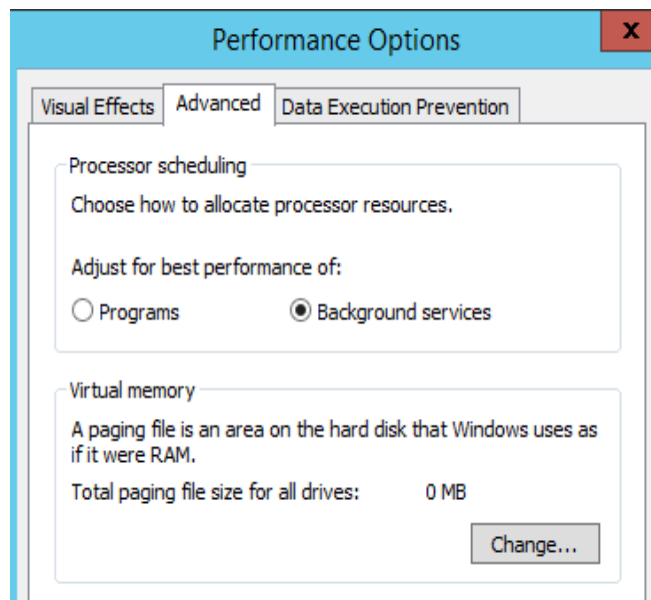 Performance Options
x
Visual Effects Advanced Data Execution Prevention
Processor scheduling
Choose how to allocate processor resources.
Adjust for best performance of:
Programs Background services
Virtual memory
A paging file is an area on the hard disk that Windows uses as
if it were RAM.
Total paging file size for all drives: 0 MB
Change...